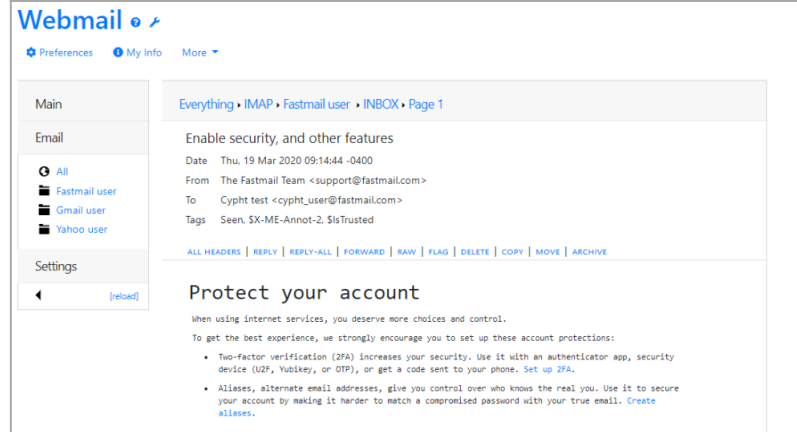 Webmail
Preferences My Info More
Main
Email
All
Fastmail user
Gmail user
Yahoo user
Settings
[reload]
Everything › IMAP › Fastmail user › INBOX › Page 1
Enable security, and other features
Date Thu, 19 Mar 2020 09:14:44 -0400
From The Fastmail Team <support@fastmail.com>
To Cypht test <cypht_user@fastmail.com>
Tags Seen, $X-ME-Annot-2, $IsTrusted
ALL HEADERS | REPLY | REPLY-ALL | FORWARD | RAW | FLAG | DELETE | COPY | MOVE | ARCHIVE
Protect your account
When using internet services, you deserve more choices and control.
To get the best experience, we strongly encourage you to set up these account protections:
• Two-factor verification (2FA) increases your security. Use it with an authenticator app, security
device (U2F, Yubikey, or OTP), or get a code sent to your phone. Set up 2FA.
• Aliases, alternate email addresses, give you control over who knows the real you. Use it to secure
your account by making it harder to match a compromised password with your true email. Create
aliases.